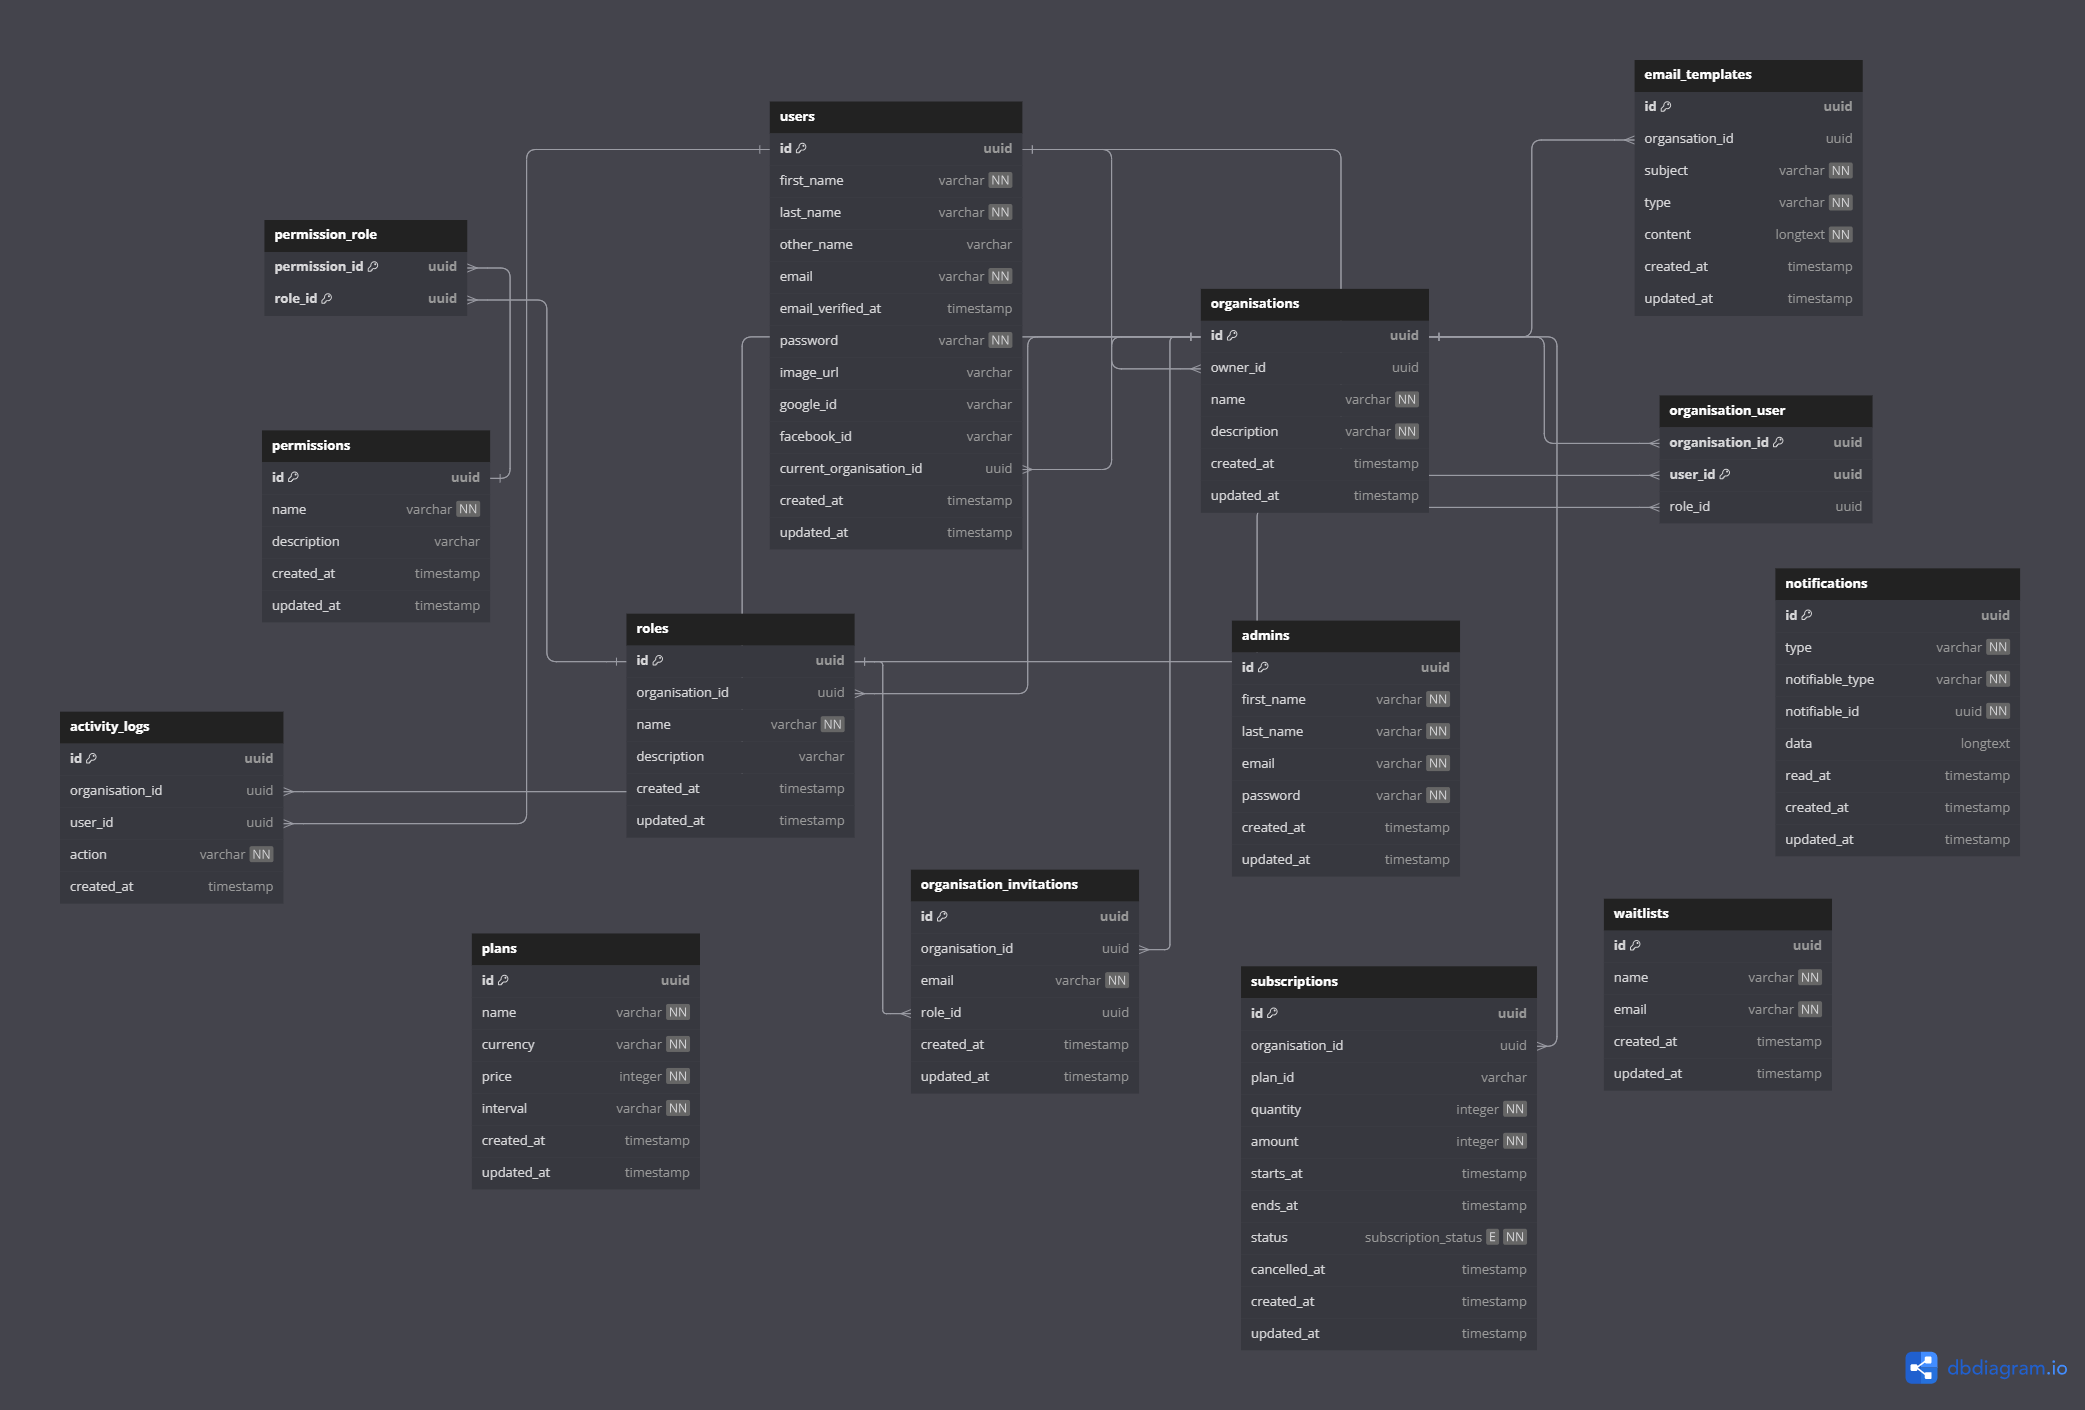 email_templates
id uuid
organsation_id uuid
subject varchar NN
type varchar NN
content longtext NN
created_at timestamp
updated_at timestamp
users
id uuid
first_name varchar NN
last_name varchar NN
other_name varchar
email varchar NN
email_verified_at timestamp
password varchar NN
image_url varchar
google_id varchar
facebook_id varchar
current_organisation_id uuid
created_at timestamp
updated_at timestamp
permission_role
permission_id uuid
role_id uuid
organisations
id uuid
owner_id uuid
name varchar NN
description varchar NN
created_at timestamp
updated_at timestamp
organisation_user
organisation_id uuid
user_id uuid
role_id uuid
permissions
id uuid
name varchar NN
description varchar
created_at timestamp
updated_at timestamp
notifications
id uuid
type varchar NN
notifiable_type varchar NN
notifiable_id uuid NN
data longtext
read_at timestamp
created_at timestamp
updated_at timestamp
roles
id uuid
organisation_id uuid
name varchar NN
description varchar
created_at timestamp
updated_at timestamp
admins
id uuid
first_name varchar NN
last_name varchar NN
email varchar NN
password varchar NN
created_at timestamp
updated_at timestamp
activity_logs
id uuid
organisation_id uuid
user_id uuid
action varchar NN
created_at timestamp
organisation_invitations
id uuid
organisation_id uuid
email varchar NN
role_id uuid
created_at timestamp
updated_at timestamp
waitlists
id uuid
name varchar NN
email varchar NN
created_at timestamp
updated_at timestamp
plans
id uuid
name varchar NN
currency varchar NN
price integer NN
interval varchar NN
created_at timestamp
updated_at timestamp
subscriptions
id uuid
organisation_id uuid
plan_id varchar
quantity integer NN
amount integer NN
starts_at timestamp
ends_at timestamp
status subscription_status E NN
cancelled_at timestamp
created_at timestamp
updated_at timestamp
dbdiagram.io